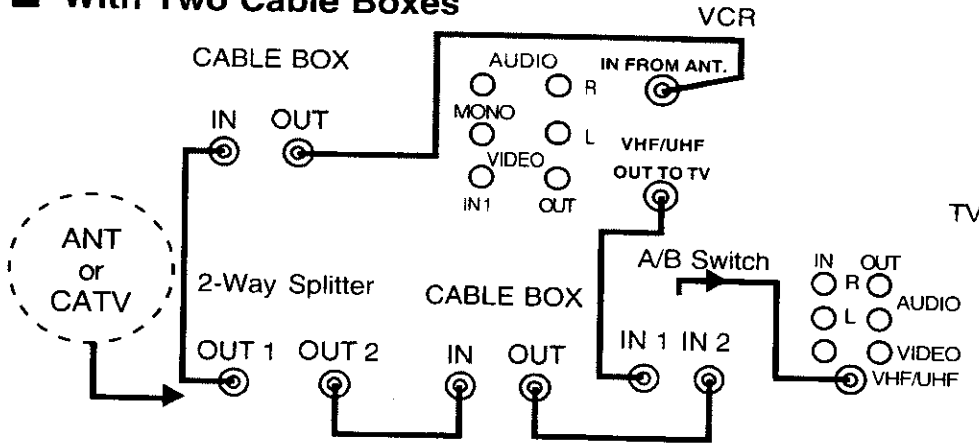 With Two Cable Boxes
VCR
CABLE BOX
AUDIO
IN FROM ANT.
R
IN OUT
MONO
L
VHF/UHF
VIDEO
OUT TO TV
IN1 OUT
TV
ANT
or
CATV
A/B Switch
IN OUT
R
AUDIO
2-Way Splitter
CABLE BOX
L
OUT 1 OUT 2
IN OUT
IN 1 IN 2
VIDEO
VHF/UHF